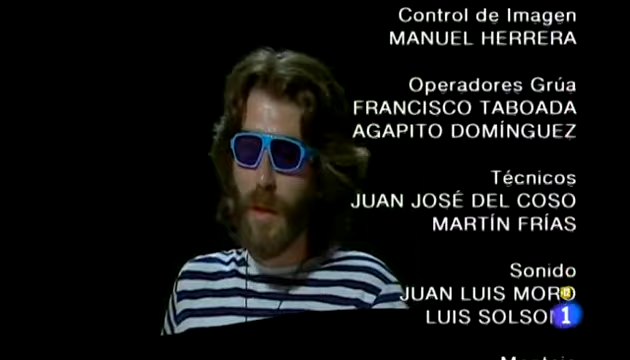 Control de Imagen
MANUEL HERRERA
Operadores Grúa
FRANCISCO TABOADA
AGAPITO DOMÍNGUEZ
Técnicos
JUAN JOSÉ DEL COSO
MARTÍN FRÍAS
Sonido
JUAN LUIS MORO
LUIS
1